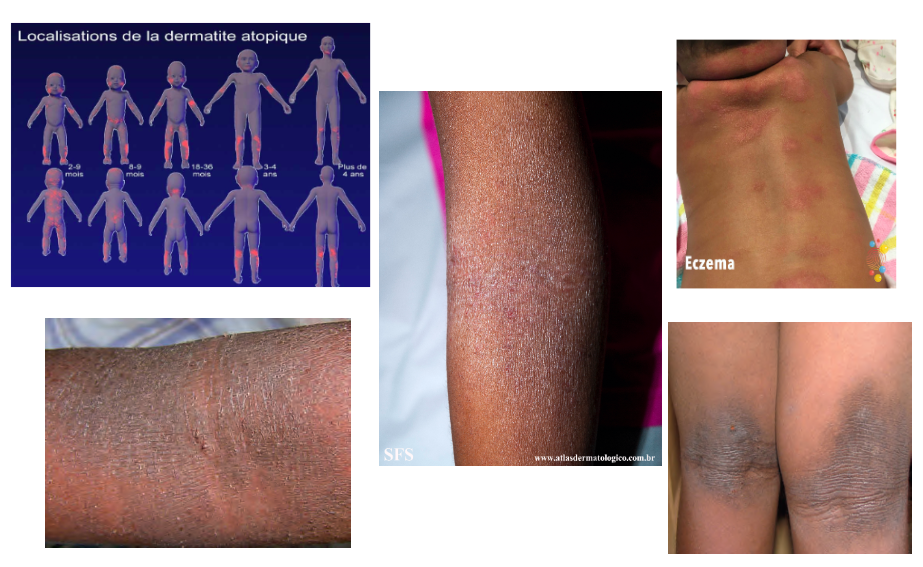 Localisations de la dermatite atopique
2-9 mois
8-9 mois
18-36 mois
3-4 ans
Plus de 4 ans
Eczema
SFS
www.atlasdermatologico.com.br